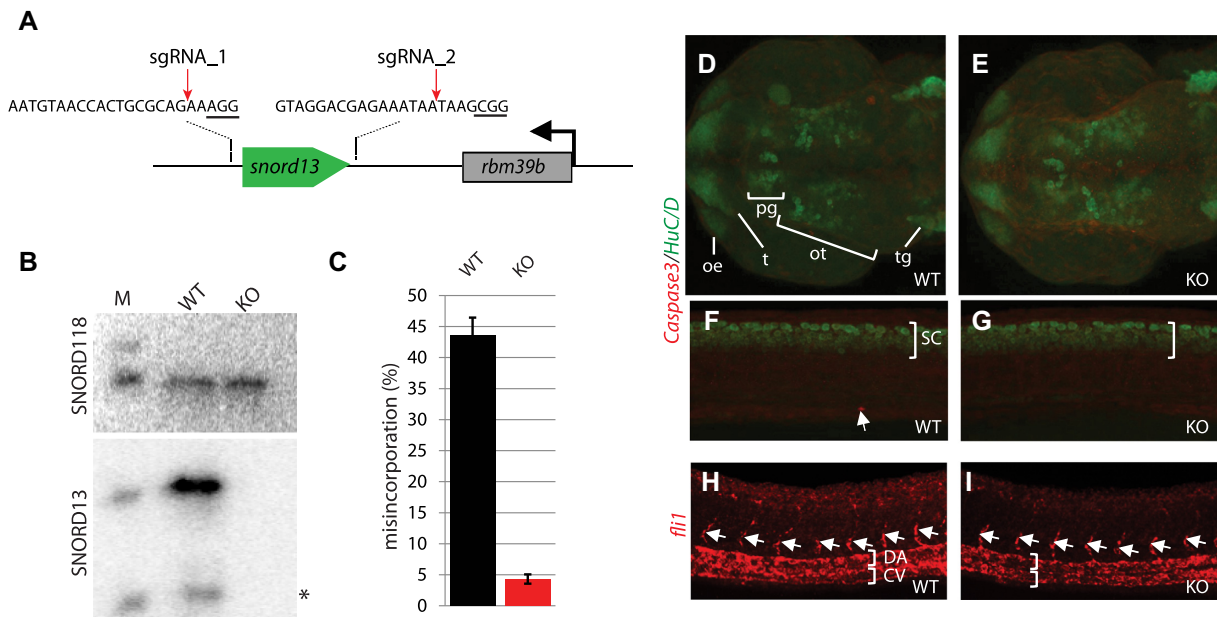 A
sgRNA_1
sgRNA_2
AATGTAACCACTGCGCAGAAAGG
GTAGGACGAGAAATAATAAGCGG
snord13
rbm39b
B
M
WT
KO
SNORD118
SNORD13
*
C
WT
KO
misincorporation (%)
50
45
40
35
30
25
20
15
10
5
0
Caspase3/HuC/D
D
oe
t
pg
ot
tg
WT
E
KO
F
SC
WT
G
KO
fli1
H
DA
CV
WT
I
KO